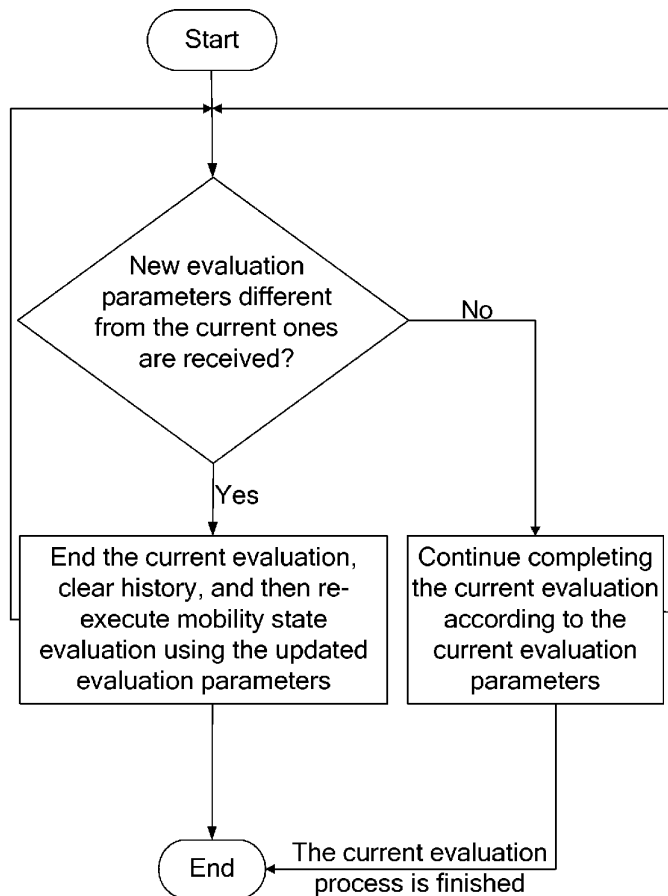 Start
New evaluation
parameters different
from the current ones
are received?
No
Yes
End the current evaluation,
clear history, and then re-
execute mobility state
evaluation using the updated
evaluation parameters
Continue completing
the current evaluation
according to the
current evaluation
parameters
End
The current evaluation
process is finished